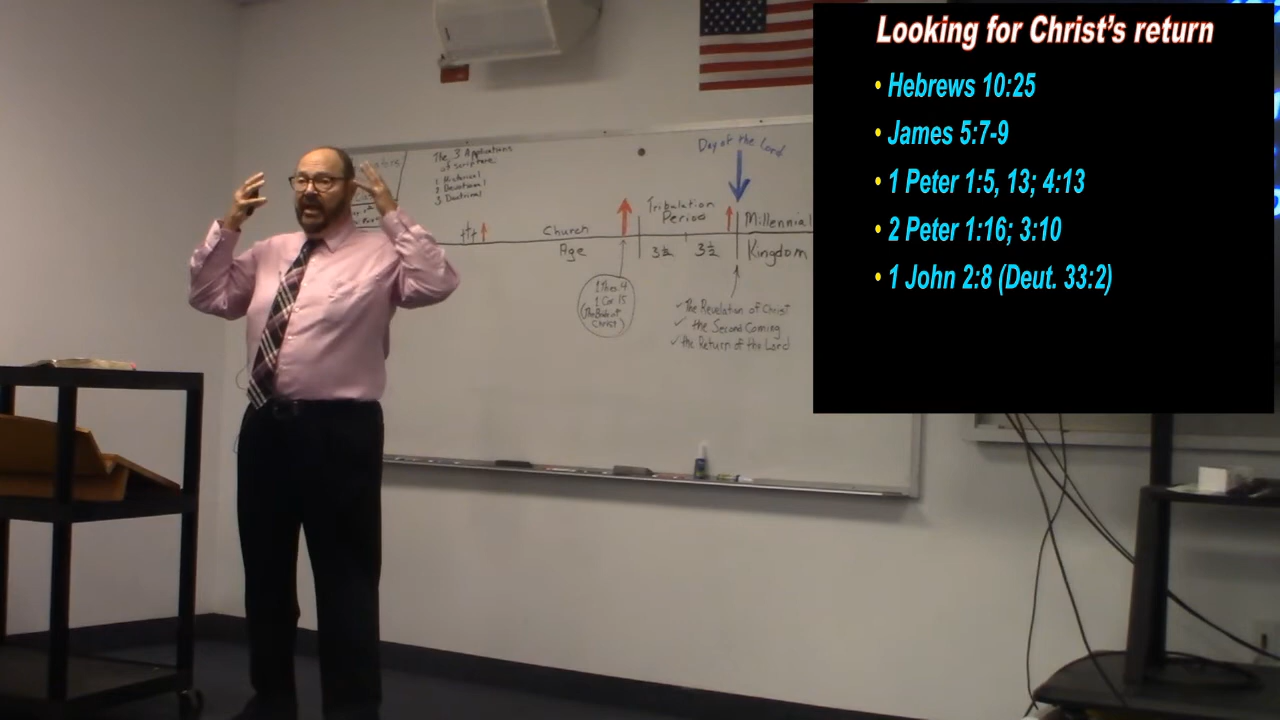 Looking for Christ's return
• Hebrews 10:25
• James 5:7-9
• 1 Peter 1:5, 13; 4:13
• 2 Peter 1:16; 3:10
• 1 John 2:8 (Deut. 33:2)
The 3 Applications
of Scripture:
1. Historical
2. Devotional
3. Doctrinal
Day of the Lord
Church
Age
Tribulation
Period
3½ 3½
Millennial
Kingdom
1 Thes. 4
1 Cor 15
(The Body of
Christ)
✓ The Revelation of Christ
✓ the Second Coming
✓ the Return of the Lord